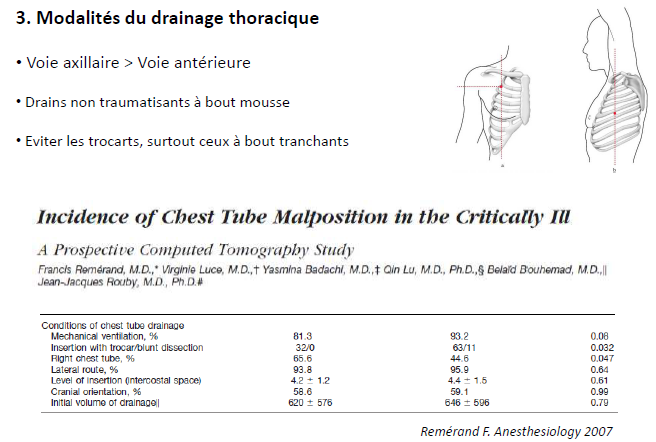 3. Modalités du drainage thoracique
• Voie axillaire > Voie antérieure
• Drains non traumatisants à bout mousse
• Eviter les trocarts, surtout ceux à bout tranchants
a
b
Incidence of Chest Tube Malposition in the Critically Ill
A Prospective Computed Tomography Study
Francis Remérand, M.D.,* Virginie Luce, M.D.,† Yasmina Badachi, M.D.,‡ Qin Lu, M.D., Ph.D.,§ Belaïd Bouhemad, M.D.,||
Jean-Jacques Rouby, M.D., Ph.D.#
Conditions of chest tube drainage
Mechanical ventilation, % 81.3 93.2 0.06
Insertion with trocar/blunt dissection 32/0 63/11 0.032
Right chest tube, % 65.6 44.6 0.047
Lateral route, % 93.8 95.9 0.64
Level of insertion (intercostal space) 4.2 ± 1.2 4.4 ± 1.5 0.61
Cranial orientation, % 58.6 59.1 0.99
Initial volume of drainage|| 620 ± 576 646 ± 596 0.79
Remérand F. Anesthesiology 2007